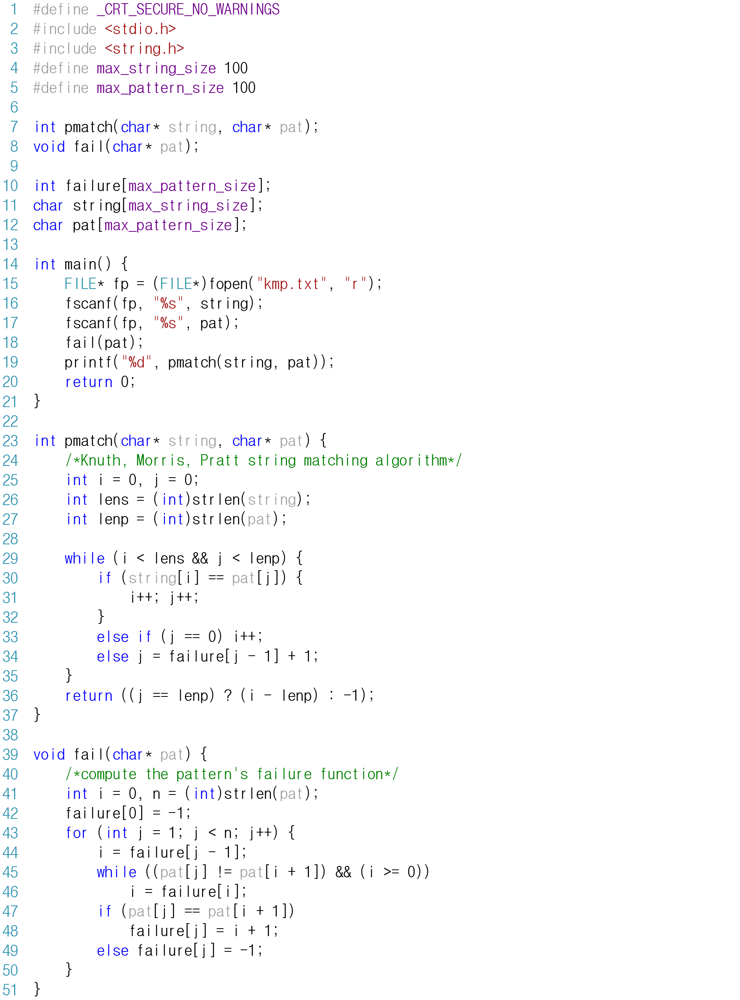 1 #define _CRT_SECURE_NO_WARNINGS
2 #include <stdio.h>
3 #include <string.h>
4 #define max_string_size 100
5 #define max_pattern_size 100
6
7 int pmatch(char* string, char* pat);
8 void fail(char* pat);
9
10 int failure[max_pattern_size];
11 char string[max_string_size];
12 char pat[max_pattern_size];
13
14 int main() {
15     FILE* fp = (FILE*)fopen("kmp.txt", "r");
16     fscanf(fp, "%s", string);
17     fscanf(fp, "%s", pat);
18     fail(pat);
19     printf("%d", pmatch(string, pat));
20     return 0;
21 }
22
23 int pmatch(char* string, char* pat) {
24     /*Knuth, Morris, Pratt string matching algorithm*/
25     int i = 0, j = 0;
26     int lens = (int)strlen(string);
27     int lenp = (int)strlen(pat);
28
29     while (i < lens && j < lenp) {
30         if (string[i] == pat[j]) {
31             i++; j++;
32         }
33         else if (j == 0) i++;
34         else j = failure[j - 1] + 1;
35     }
36     return ((j == lenp) ? (i - lenp) : -1);
37 }
38
39 void fail(char* pat) {
40     /*compute the pattern's failure function*/
41     int i = 0, n = (int)strlen(pat);
42     failure[0] = -1;
43     for (int j = 1; j < n; j++) {
44         i = failure[j - 1];
45         while ((pat[j] != pat[i + 1]) && (i >= 0))
46             i = failure[i];
47         if (pat[j] == pat[i + 1])
48             failure[j] = i + 1;
49         else failure[j] = -1;
50     }
51 }